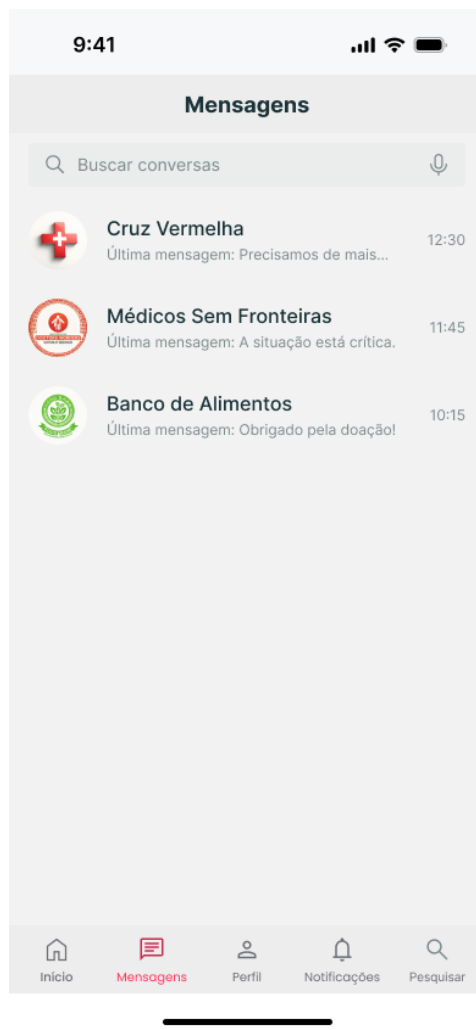 9:41
Mensagens
Buscar conversas
Cruz Vermelha
12:30
Última mensagem: Precisamos de mais...
Médicos Sem Fronteiras
11:45
Última mensagem: A situação está crítica.
Banco de Alimentos
10:15
Última mensagem: Obrigado pela doação!
Início
Mensagens
Perfil
Notificações
Pesquisar